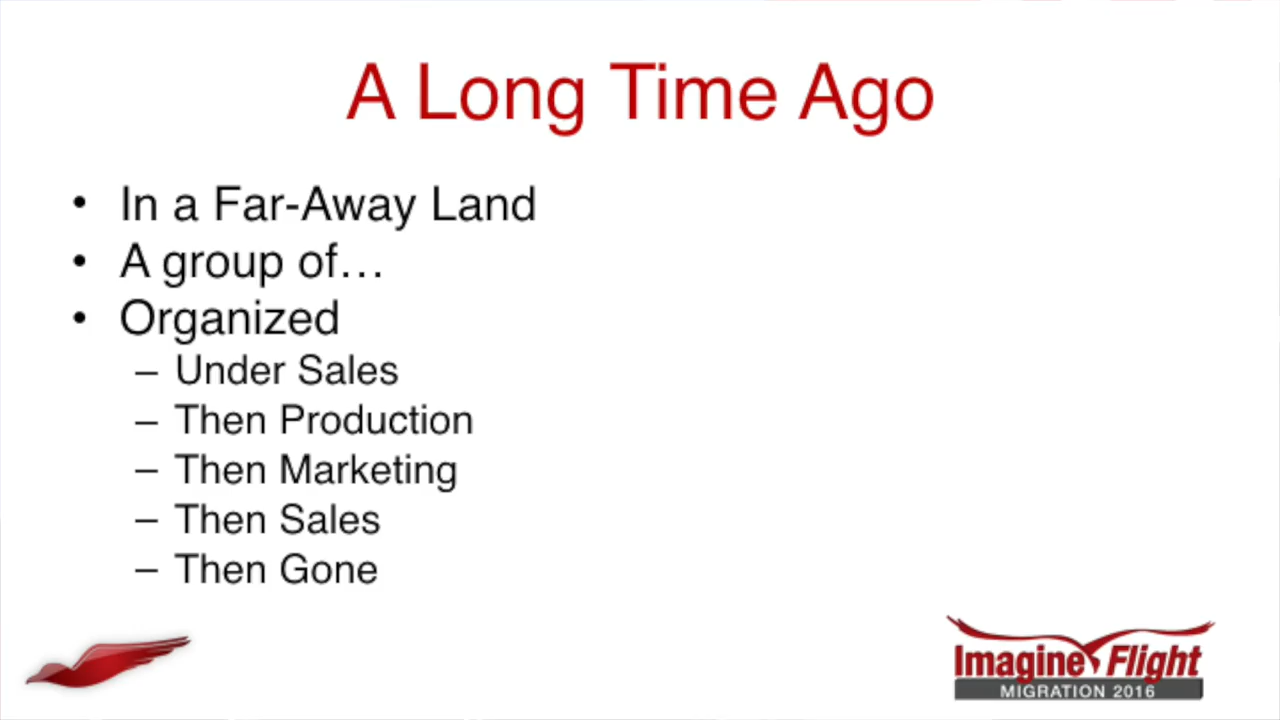 A Long Time Ago
• In a Far-Away Land
• A group of…
• Organized
– Under Sales
– Then Production
– Then Marketing
– Then Sales
– Then Gone
Imagine Flight
MIGRATION 2016